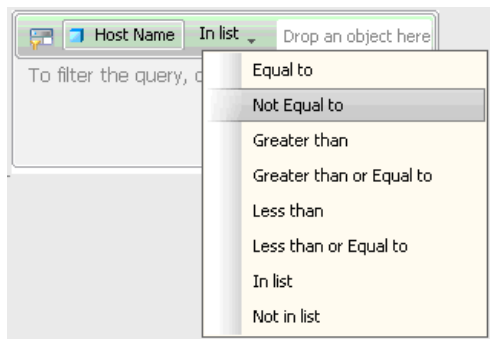 Host Name In list Drop an object here
To filter the query,
Equal to
Not Equal to
Greater than
Greater than or Equal to
Less than
Less than or Equal to
In list
Not in list